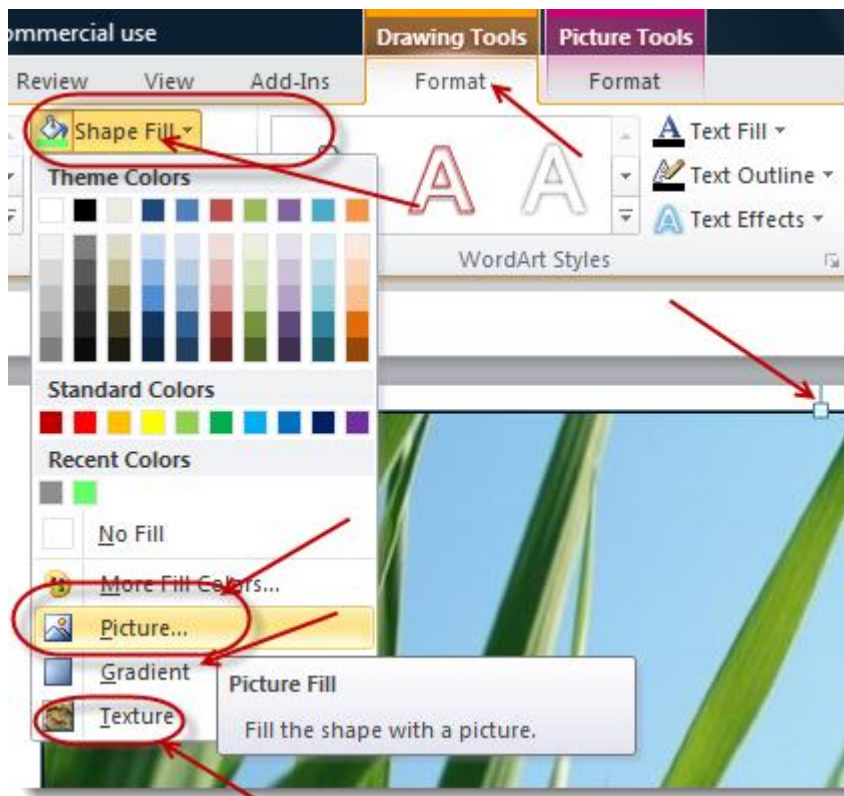 commercial use
Drawing Tools Picture Tools
Review View Add-Ins Format Format
Shape Fill
Text Fill
Theme Colors
A A
Text Outline
Text Effects
WordArt Styles
Standard Colors
Recent Colors
No Fill
More Fill Colors...
Picture...
Gradient
Picture Fill
Texture
Fill the shape with a picture.